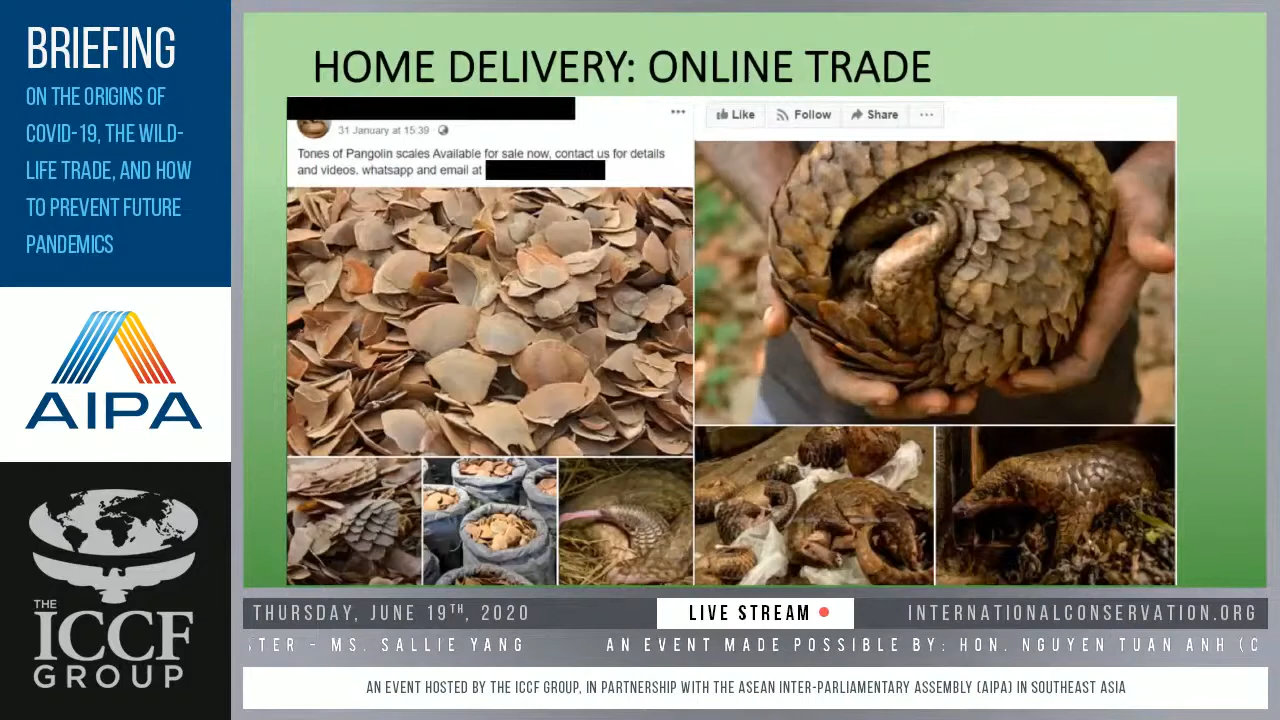 BRIEFING
ON THE ORIGINS OF
COVID-19, THE WILD-
LIFE TRADE, AND HOW
TO PREVENT FUTURE
PANDEMICS
AIPA
THE
ICCF
GROUP
HOME DELIVERY: ONLINE TRADE
31 January at 15:39
Tones of Pangolin scales Available for sale now, contact us for details
and videos. whatsapp and email at
Like Follow Share
THURSDAY, JUNE 19TH, 2020
LIVE STREAM
INTERNATIONALCONSERVATION.ORG
TER - MS. SALLIE YANG AN EVENT MADE POSSIBLE BY: HON. NGUYEN TUAN ANH (C
AN EVENT HOSTED BY THE ICCF GROUP, IN PARTNERSHIP WITH THE ASEAN INTER-PARLIAMENTARY ASSEMBLY (AIPA) IN SOUTHEAST ASIA